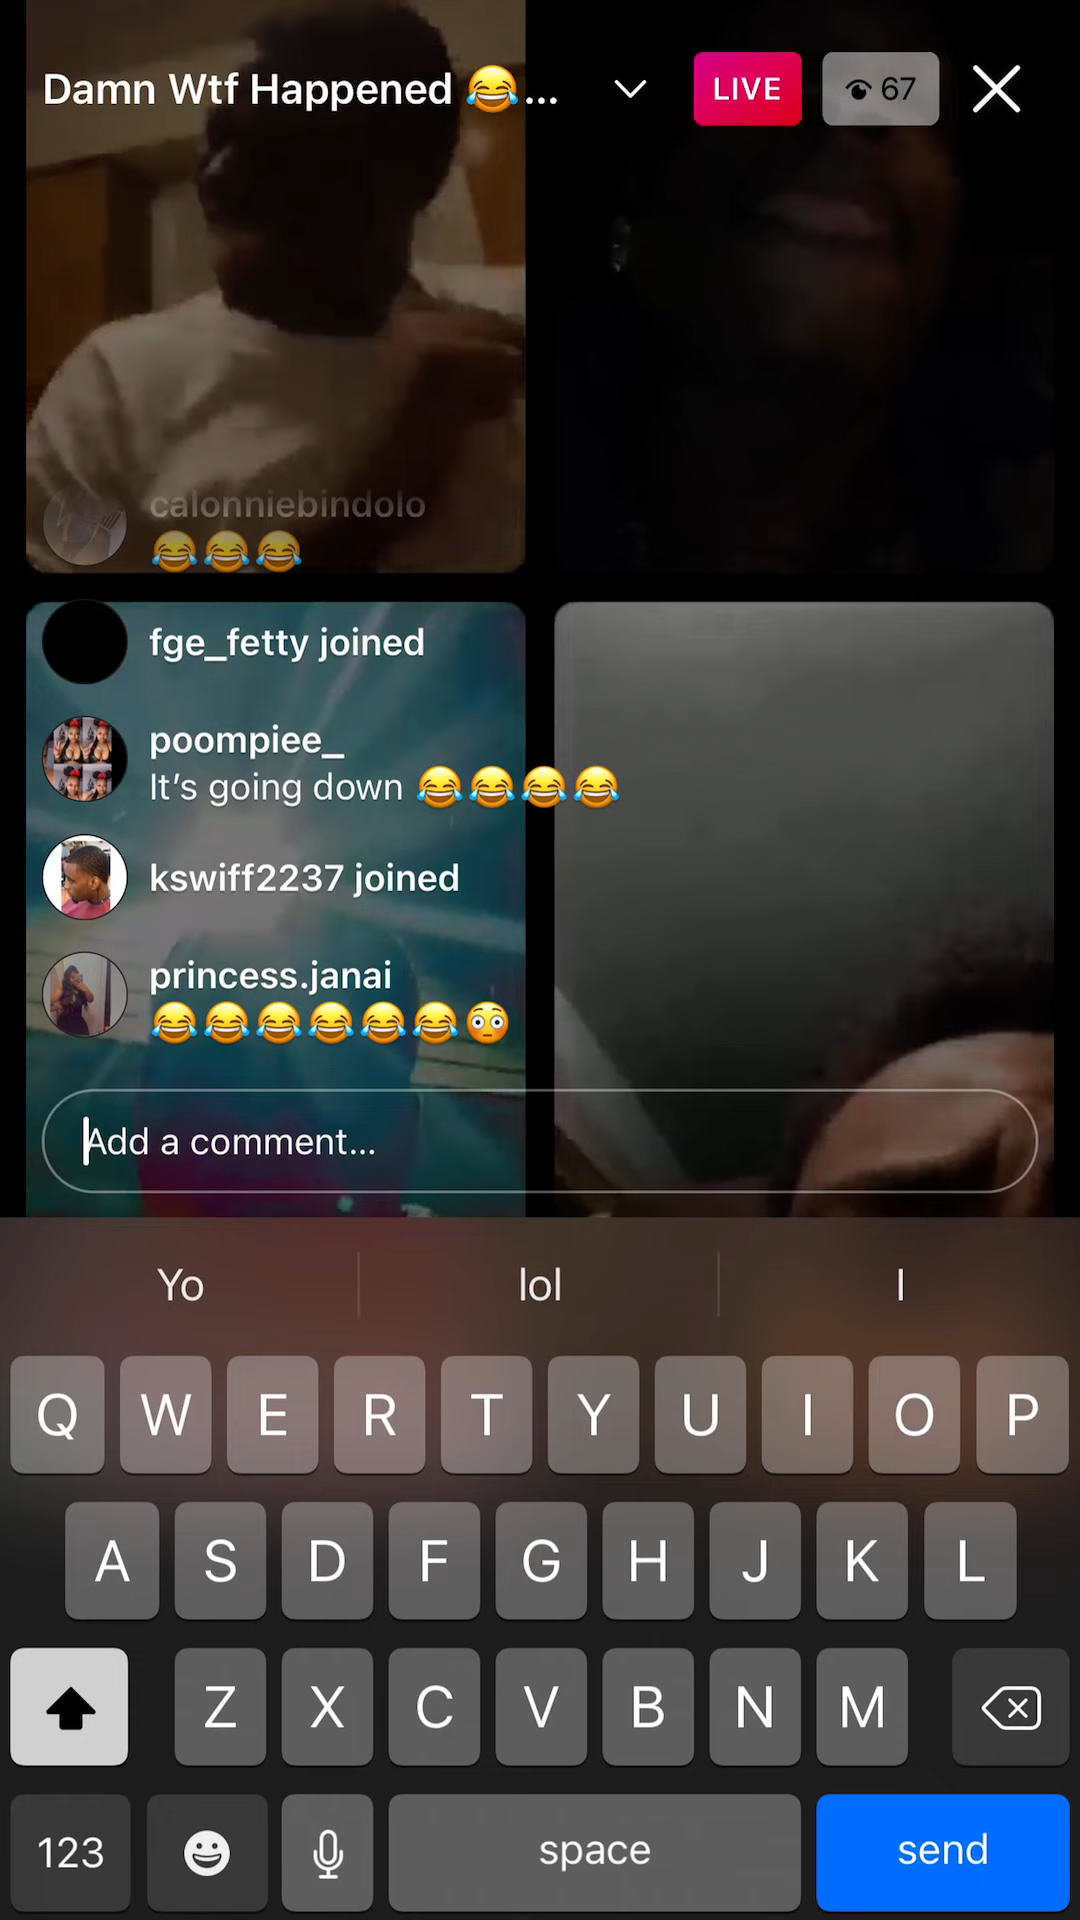 Damn Wtf Happened 😂...
LIVE
67
calonniebindolo
😂😂😂
fge_fetty joined
poompiee_
It’s going down 😂😂😂😂
kswiff2237 joined
princess.janai
😂😂😂😂😂😂😳
Add a comment...
Yo lol I
Q W E R T Y U I O P
A S D F G H J K L
Z X C V B N M
123 space send